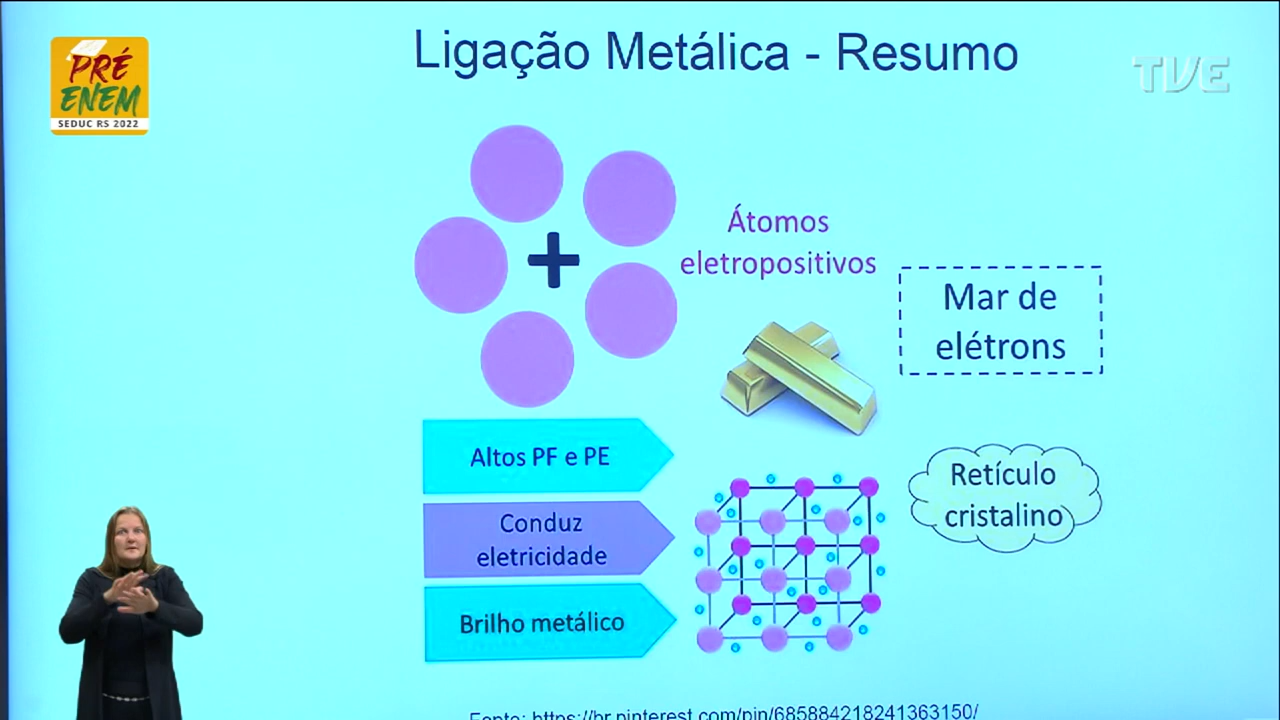 Ligação Metálica - Resumo
PRÉ
ENEM
SEDUC RS 2022
TVE
Átomos
eletropositivos
+
Mar de
elétrons
Altos PF e PE
Conduz
eletricidade
Brilho metálico
Retículo
cristalino
Fonte: https://br.pinterest.com/pin/685884218241363150/